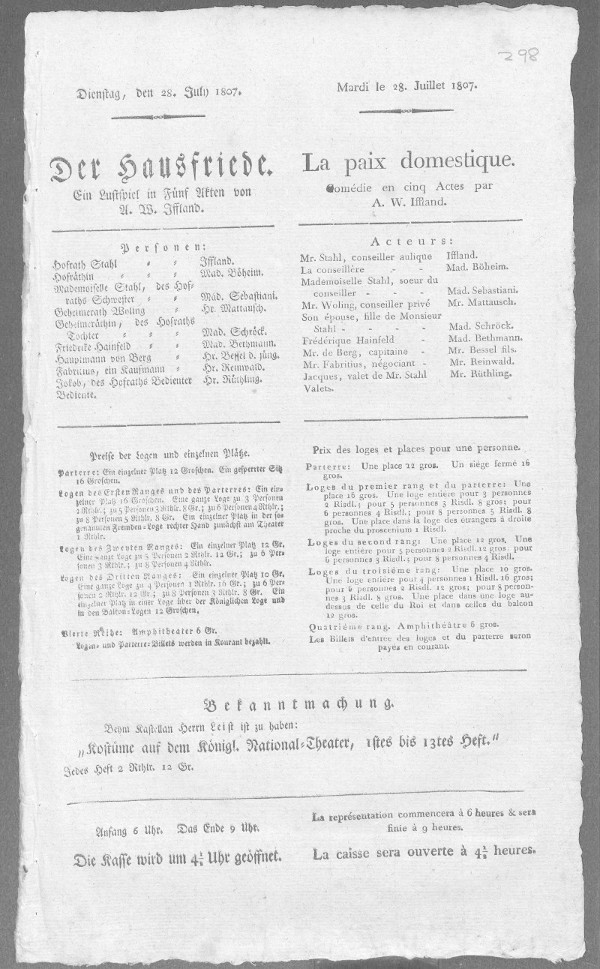 298
Dienstag, den 28. July 1807.
Der Hausfriede.
Ein Lustspiel in Fünf Akten von
A. W. Iffland.
Personen:
Hofrath Stahl " " Iffland.
Hofräthin " " " Mad. Böheim.
Mademoiselle Stahl, des Hof-
raths Schwester " " Mad. Sebastiani.
Geheimerath Woling " Hr. Mattausch.
Geheimeräthin, des Hofraths
Tochter " " " Mad. Schröck.
Friederike Hainfeld " Mad. Bethmann.
Hauptmann von Berg " Hr. Bessel d. jüng.
Fabritius, ein Kaufmann " Hr. Reinwald.
Jakob, des Hofraths Bedienter Hr. Rüthling.
Bediente.
Preise der Logen und einzelnen Plätze.
Parterre: Ein einzelner Platz 12 Groschen. Ein gesperrter Sitz
16 Groschen.
Logen des Ersten Ranges und des Parterres: Ein ein-
zelner Platz 16 Groschen. Eine ganze Loge zu 3 Personen
2 Rthlr.; zu 5 Personen 3 Rthlr. 8 Gr.; zu 6 Personen 4 Rthlr.;
zu 8 Personen 5 Rthlr. 8 Gr. Ein einzelner Platz in der so-
genannten Fremden-Loge rechter Hand zunächst am Theater
1 Rthlr.
Logen des Zweiten Ranges: Ein einzelner Platz 12 Gr.
Eine ganze Loge zu 5 Personen 2 Rthlr. 12 Gr.; zu 6 Per-
sonen 3 Rthlr.; zu 8 Personen 4 Rthlr.
Logen des Dritten Ranges: Ein einzelner Platz 10 Gr.
Eine ganze Loge zu 4 Personen 1 Rthlr. 16 Gr.; zu 6 Per-
sonen 2 Rthlr. 12 Gr.; zu 8 Personen 3 Rthlr. 8 Gr. Ein
einzelner Platz in einer Loge über der Königlichen Loge und
in den Balkon-Logen 12 Groschen.
Vierte Reihe: Amphitheater 6 Gr.
Logen- und Parterre-Billets werden in Kourant bezahlt.
Mardi le 28. Juillet 1807.
La paix domestique.
Comédie en cinq Actes par
A. W. Iffland.
Acteurs:
Mr. Stahl, conseiller aulique Iffland.
La conseillère - - Mad. Böheim.
Mademoiselle Stahl, soeur du
conseiller - - - Mad. Sebastiani.
Mr. Woling, conseiller privé Mr. Mattausch.
Son épouse, fille de Monsieur
Stahl - - - - Mad. Schröck.
Frédérique Hainfeld - Mad. Bethmann.
Mr. de Berg, capitaine - Mr. Bessel fils.
Mr. Fabritius, négociant - Mr. Reinwald.
Jacques, valet de Mr. Stahl Mr. Rüthling.
Valets.
Prix des loges et places pour une personne.
Parterre: Une place 12 gros. Un siège fermé 16
gros.
Loges du premier rang et du parterre: Une
place 16 gros. Une loge entière pour 3 personnes
2 Risdl.; pour 5 personnes 3 Risdl. 8 gros; pour
6 personnes 4 Risdl.; pour 8 personnes 5 Risdl. 8
gros. Une place dans la loge des étrangers à droite
proche du proscenium 1 Risdl.
Loges du second rang: Une place 12 gros. Une
loge entière pour 5 personnes 2 Risdl. 12 gros. pour
6 personnes 3 Risdl.; pour 8 personnes 4 Risdl.
Loges du troisième rang: Une place 10 gros.
Une loge entière pour 4 personnes 1 Risdl. 16 gros;
pour 6 personnes 2 Risdl. 12 gros; pour 8 person-
nes 3 Risdl. 8 gros. Une place dans une loge au-
dessus de celle du Roi et dans celles du balcon
12 gros.
Quatrième rang. Amphithéâtre 6 gros.
Les Billets d'entrée des loges et du parterre seront
payés en courant.
Bekanntmachung.
Beym Kastellan Herrn Leist ist zu haben:
„Kostüme auf dem Königl. National-Theater, 1stes bis 13tes Heft."
Jedes Heft 2 Rthlr. 12 Gr.
Anfang 6 Uhr. Das Ende 9 Uhr.
Die Kasse wird um 4½ Uhr geöffnet.
La représentation commencera à 6 heures & sera
finie à 9 heures.
La caisse sera ouverte à 4½ heures.